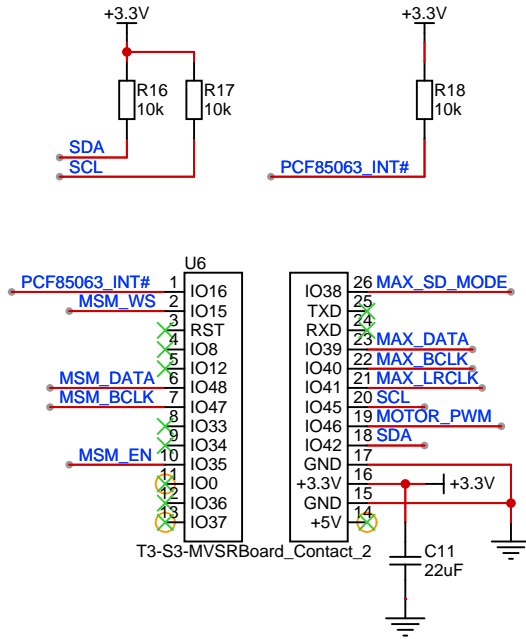 +3.3V
+3.3V
R16
10k
R17
10k
R18
10k
SDA
SCL
PCF85063_INT#
U6
PCF85063_INT# 1 IO16
MSM_WS 2 IO15
3 RST
4 IO8
5 IO12
MSM_DATA 6 IO48
MSM_BCLK 7 IO47
8 IO33
9 IO34
MSM_EN 10 IO35
11 IO0
12 IO36
13 IO37
IO38 26 MAX_SD_MODE
TXD 25
RXD 24
IO39 23 MAX_DATA
IO40 22 MAX_BCLK
IO41 21 MAX_LRCLK
IO45 20 SCL
IO46 19 MOTOR_PWM
IO42 18 SDA
GND 17
+3.3V 16 +3.3V
GND 15
+5V 14
T3-S3-MVSRBoard_Contact_2
C11
22uF